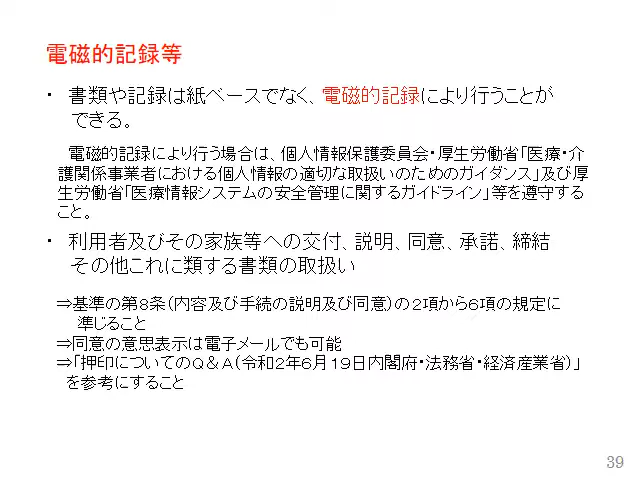 電磁的記録等
・ 書類や記録は紙ベースでなく、電磁的記録により行うことが
できる。
電磁的記録により行う場合は、個人情報保護委員会・厚生労働省「医療・介
護関係事業者における個人情報の適切な取扱いのためのガイダンス」及び厚
生労働省「医療情報システムの安全管理に関するガイドライン」等を遵守する
こと。
・ 利用者及びその家族等への交付、説明、同意、承諾、締結
その他これに類する書類の取扱い
⇒基準の第8条（内容及び手続の説明及び同意）の２項から６項の規定に
準じること
⇒同意の意思表示は電子メールでも可能
⇒「押印についてのＱ＆Ａ（令和２年６月１９日内閣府・法務省・経済産業省）」
を参考にすること
39